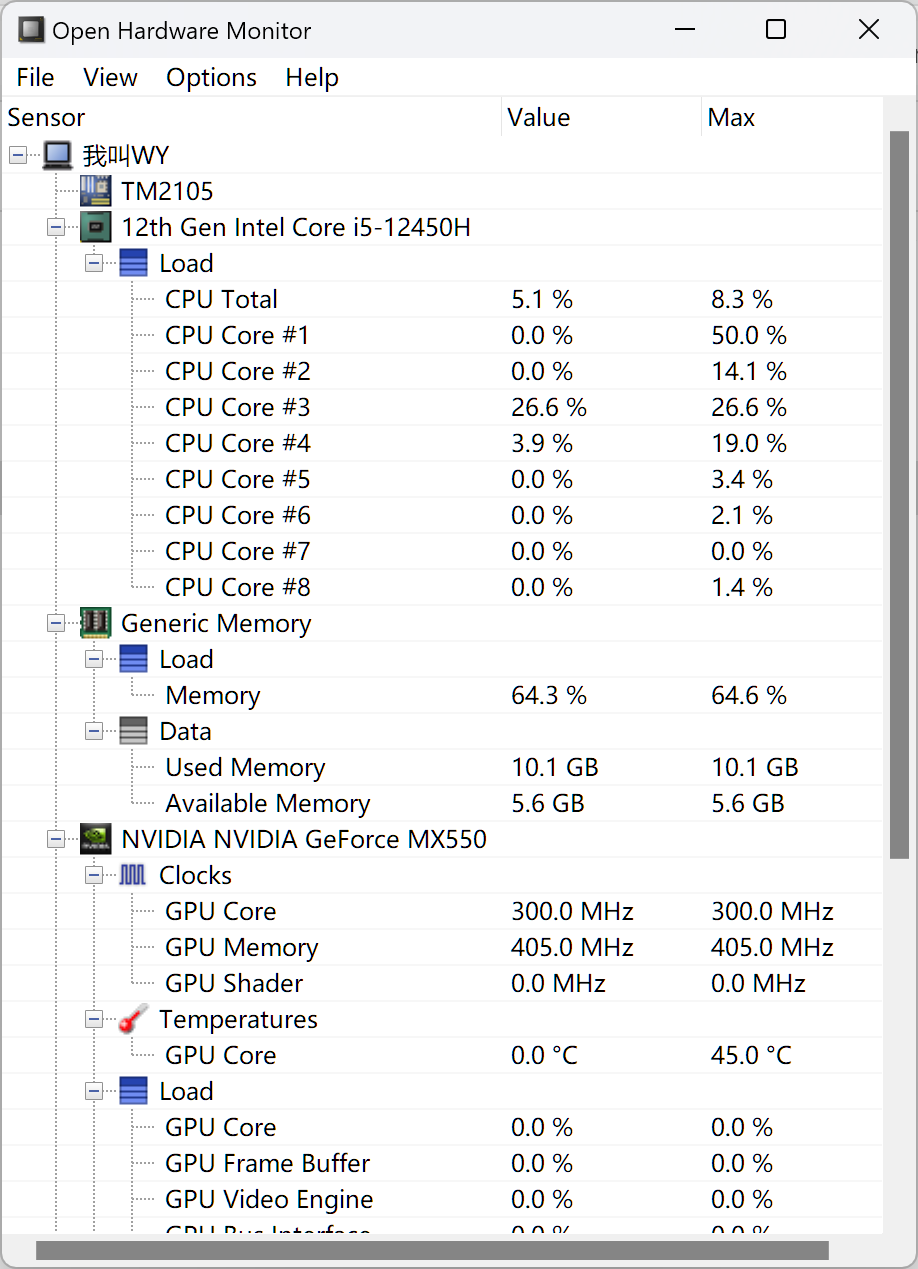 Open Hardware Monitor
File View Options Help
Sensor Value Max
我叫WY
TM2105
12th Gen Intel Core i5-12450H
Load
CPU Total 5.1 % 8.3 %
CPU Core #1 0.0 % 50.0 %
CPU Core #2 0.0 % 14.1 %
CPU Core #3 26.6 % 26.6 %
CPU Core #4 3.9 % 19.0 %
CPU Core #5 0.0 % 3.4 %
CPU Core #6 0.0 % 2.1 %
CPU Core #7 0.0 % 0.0 %
CPU Core #8 0.0 % 1.4 %
Generic Memory
Load
Memory 64.3 % 64.6 %
Data
Used Memory 10.1 GB 10.1 GB
Available Memory 5.6 GB 5.6 GB
NVIDIA NVIDIA GeForce MX550
Clocks
GPU Core 300.0 MHz 300.0 MHz
GPU Memory 405.0 MHz 405.0 MHz
GPU Shader 0.0 MHz 0.0 MHz
Temperatures
GPU Core 0.0 °C 45.0 °C
Load
GPU Core 0.0 % 0.0 %
GPU Frame Buffer 0.0 % 0.0 %
GPU Video Engine 0.0 % 0.0 %
GPU Bus Interface 0.0 % 0.0 %